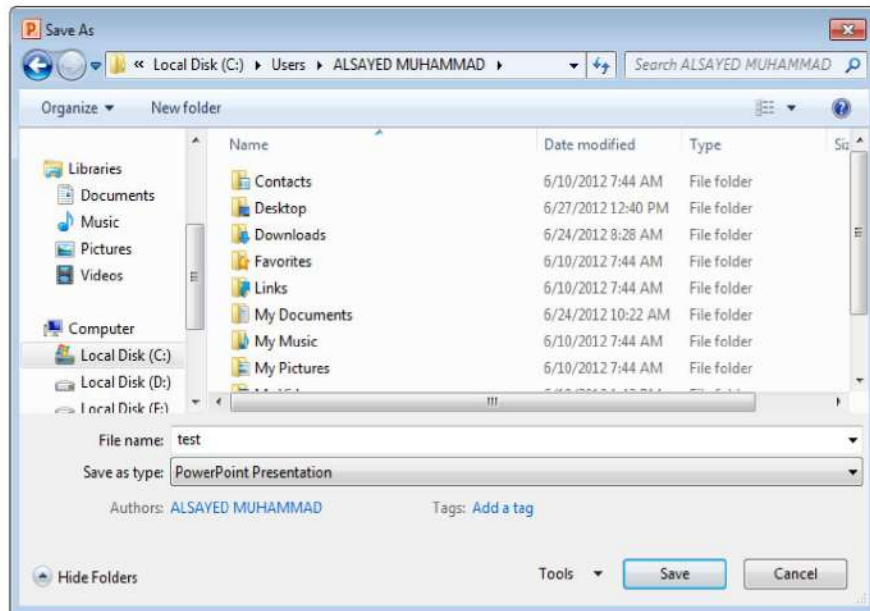 Save As
« Local Disk (C:) Users ALSAYED MUHAMMAD Search ALSAYED MUHAMMAD
Organize New folder
Name Date modified Type
Libraries
Documents
Music
Pictures
Videos
Computer
Local Disk (C:)
Local Disk (D:)
Local Disk (E:)
Contacts 6/10/2012 7:44 AM File folder
Desktop 6/27/2012 12:40 PM File folder
Downloads 6/24/2012 8:28 AM File folder
Favorites 6/10/2012 7:44 AM File folder
Links 6/10/2012 7:44 AM File folder
My Documents 6/24/2012 10:22 AM File folder
My Music 6/10/2012 7:44 AM File folder
My Pictures 6/10/2012 7:44 AM File folder
File name: test
Save as type: PowerPoint Presentation
Authors: ALSAYED MUHAMMAD Tags: Add a tag
Hide Folders Tools Save Cancel